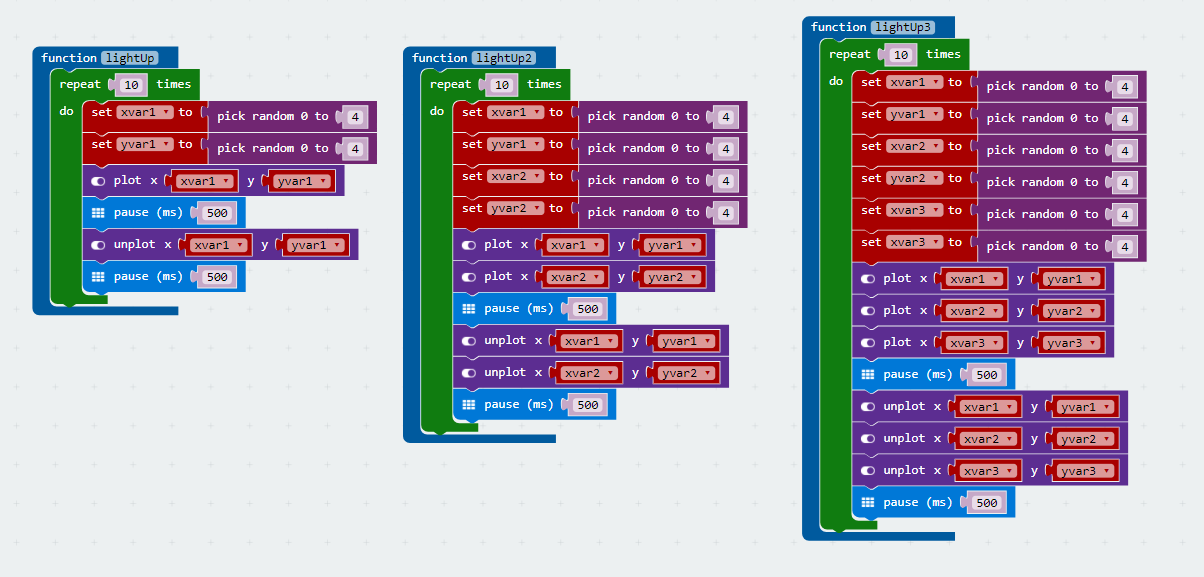 function lightUp
repeat 10 times
do set xvar1 to pick random 0 to 4
set yvar1 to pick random 0 to 4
plot x xvar1 y yvar1
pause (ms) 500
unplot x xvar1 y yvar1
pause (ms) 500
function lightUp2
repeat 10 times
do set xvar1 to pick random 0 to 4
set yvar1 to pick random 0 to 4
set xvar2 to pick random 0 to 4
set yvar2 to pick random 0 to 4
plot x xvar1 y yvar1
plot x xvar2 y yvar2
pause (ms) 500
unplot x xvar1 y yvar1
unplot x xvar2 y yvar2
pause (ms) 500
function lightUp3
repeat 10 times
do set xvar1 to pick random 0 to 4
set yvar1 to pick random 0 to 4
set xvar2 to pick random 0 to 4
set yvar2 to pick random 0 to 4
set xvar3 to pick random 0 to 4
set xvar3 to pick random 0 to 4
plot x xvar1 y yvar1
plot x xvar2 y yvar2
plot x xvar3 y yvar3
pause (ms) 500
unplot x xvar1 y yvar1
unplot x xvar2 y yvar2
unplot x xvar3 y yvar3
pause (ms) 500